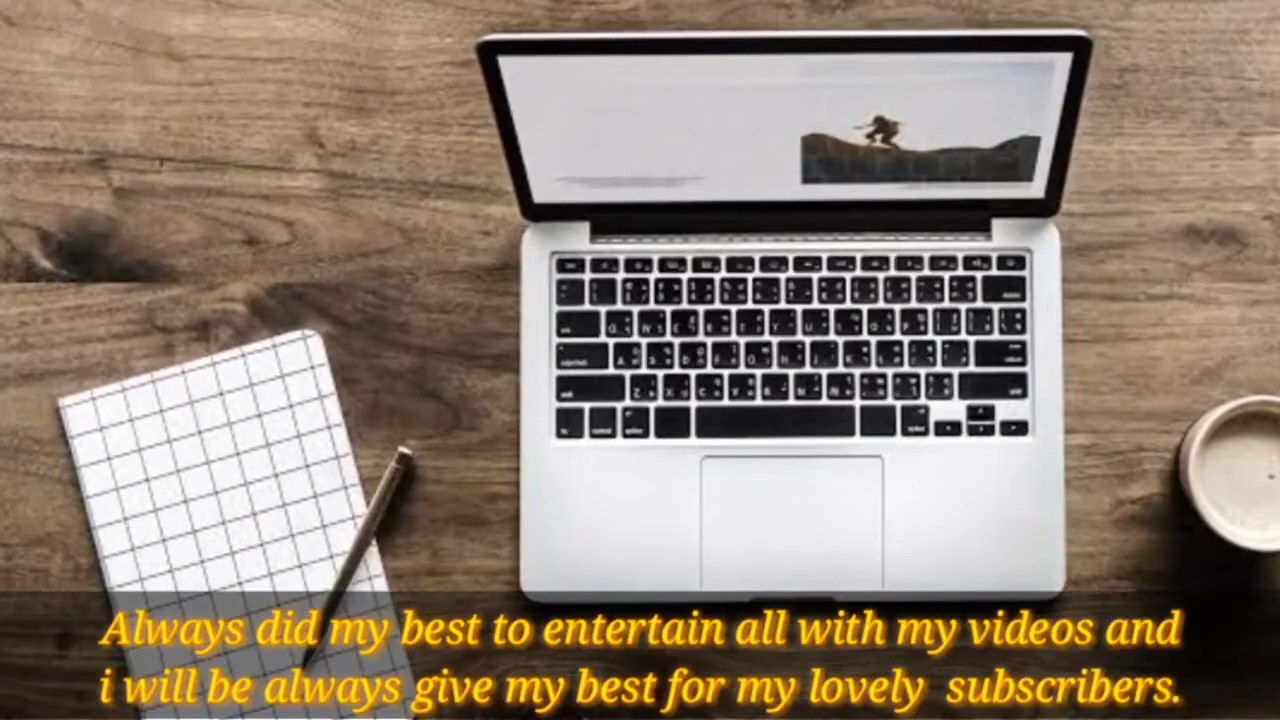 Always did my best to entertain all with my videos and
i will be always give my best for my lovely subscribers.